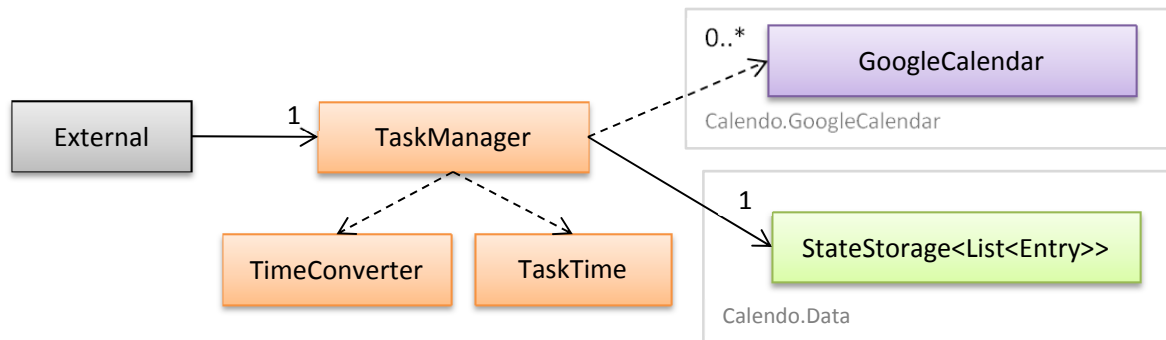 0..*
GoogleCalendar
Calendo.GoogleCalendar
External
1
TaskManager
1
StateStorage<List<Entry>>
TimeConverter
TaskTime
Calendo.Data